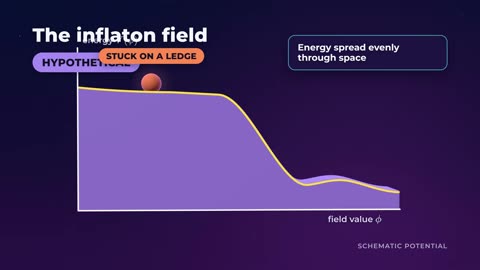 The inflaton field
HYPOTHETICAL
STUCK ON A LEDGE
Energy spread evenly
through space
field value ϕ
SCHEMATIC POTENTIAL